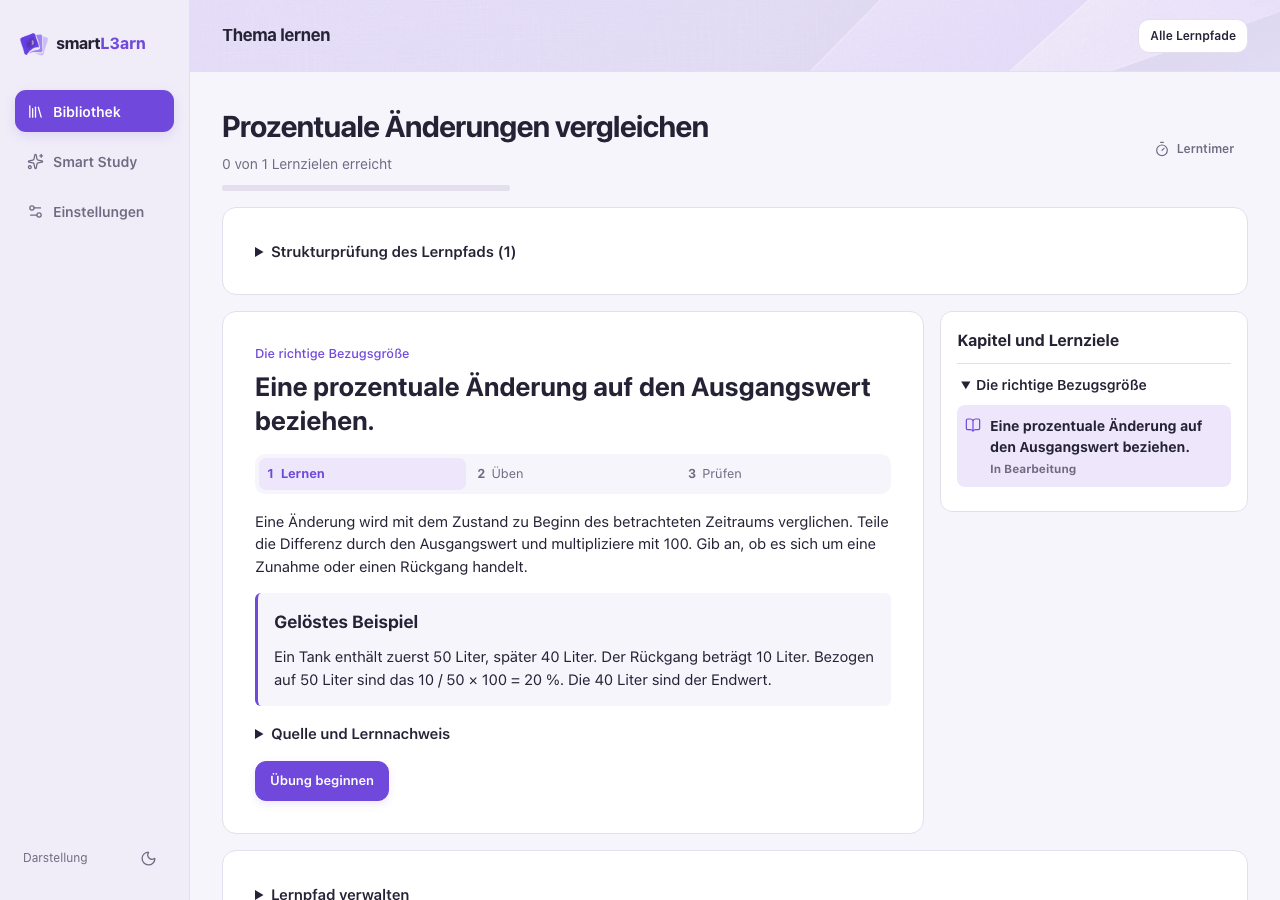 smartL3arn
Bibliothek
Smart Study
Einstellungen
Darstellung
Thema lernen
Alle Lernpfade
Prozentuale Änderungen vergleichen
0 von 1 Lernzielen erreicht
Lerntimer
Strukturprüfung des Lernpfads (1)
Die richtige Bezugsgröße
Eine prozentuale Änderung auf den Ausgangswert
beziehen.
1 Lernen
2 Üben
3 Prüfen
Eine Änderung wird mit dem Zustand zu Beginn des betrachteten Zeitraums verglichen. Teile
die Differenz durch den Ausgangswert und multipliziere mit 100. Gib an, ob es sich um eine
Zunahme oder einen Rückgang handelt.
Gelöstes Beispiel
Ein Tank enthält zuerst 50 Liter, später 40 Liter. Der Rückgang beträgt 10 Liter. Bezogen
auf 50 Liter sind das 10 / 50 × 100 = 20 %. Die 40 Liter sind der Endwert.
Quelle und Lernnachweis
Übung beginnen
Kapitel und Lernziele
Die richtige Bezugsgröße
Eine prozentuale Änderung auf
den Ausgangswert beziehen.
In Bearbeitung
Lernpfad verwalten